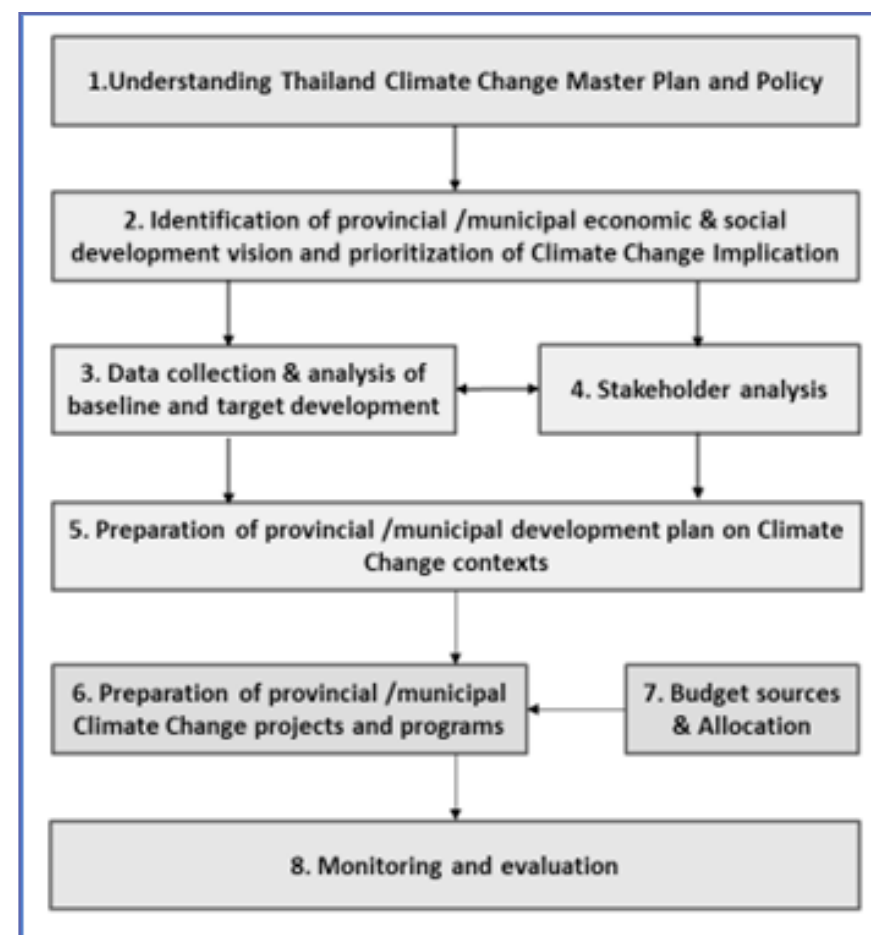 1.Understanding Thailand Climate Change Master Plan and Policy
2. Identification of provincial /municipal economic & social
development vision and prioritization of Climate Change Implication
3. Data collection & analysis of
baseline and target development
4. Stakeholder analysis
5. Preparation of provincial /municipal development plan on Climate
Change contexts
6. Preparation of provincial /municipal
Climate Change projects and programs
7. Budget sources
& Allocation
8. Monitoring and evaluation